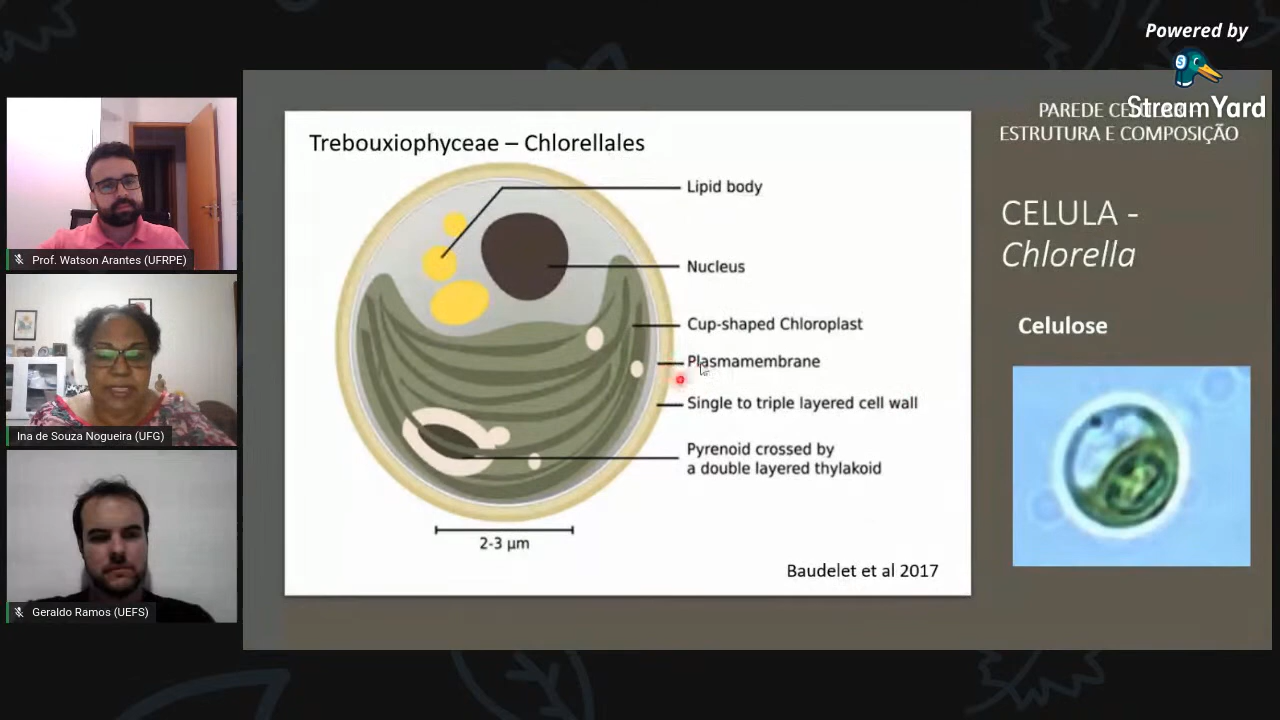 Powered by
StreamYard
PAREDE CELULAR -
ESTRUTURA E COMPOSIÇÃO
Trebouxiophyceae – Chlorellales
Lipid body
Nucleus
Cup-shaped Chloroplast
Plasmamembrane
Single to triple layered cell wall
Pyrenoid crossed by
a double layered thylakoid
2-3 µm
Baudelet et al 2017
CELULA -
Chlorella
Celulose
Prof. Watson Arantes (UFRPE)
Ina de Souza Nogueira (UFG)
Geraldo Ramos (UEFS)